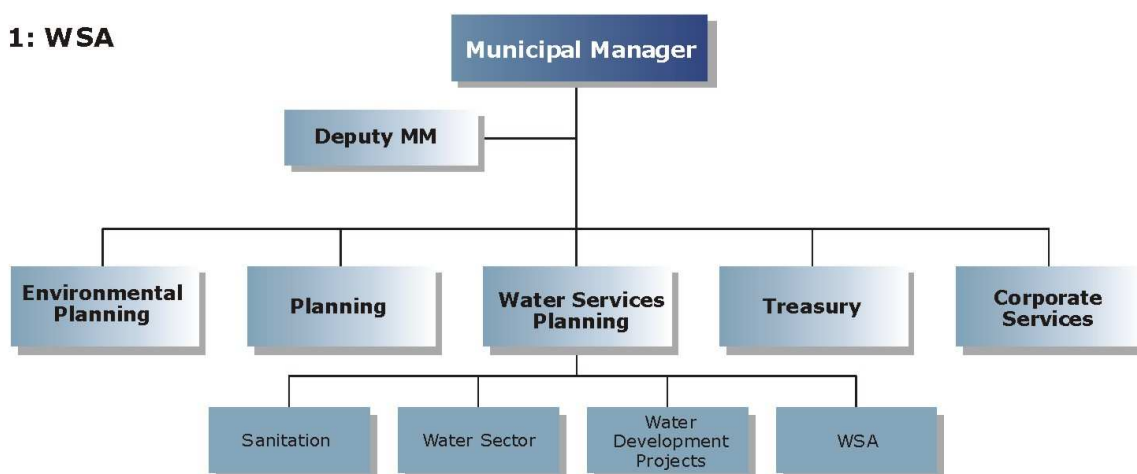 1: WSA
Municipal Manager
Deputy MM
Environmental
Planning
Planning
Water Services
Planning
Treasury
Corporate
Services
Sanitation
Water Sector
Water
Development
Projects
WSA